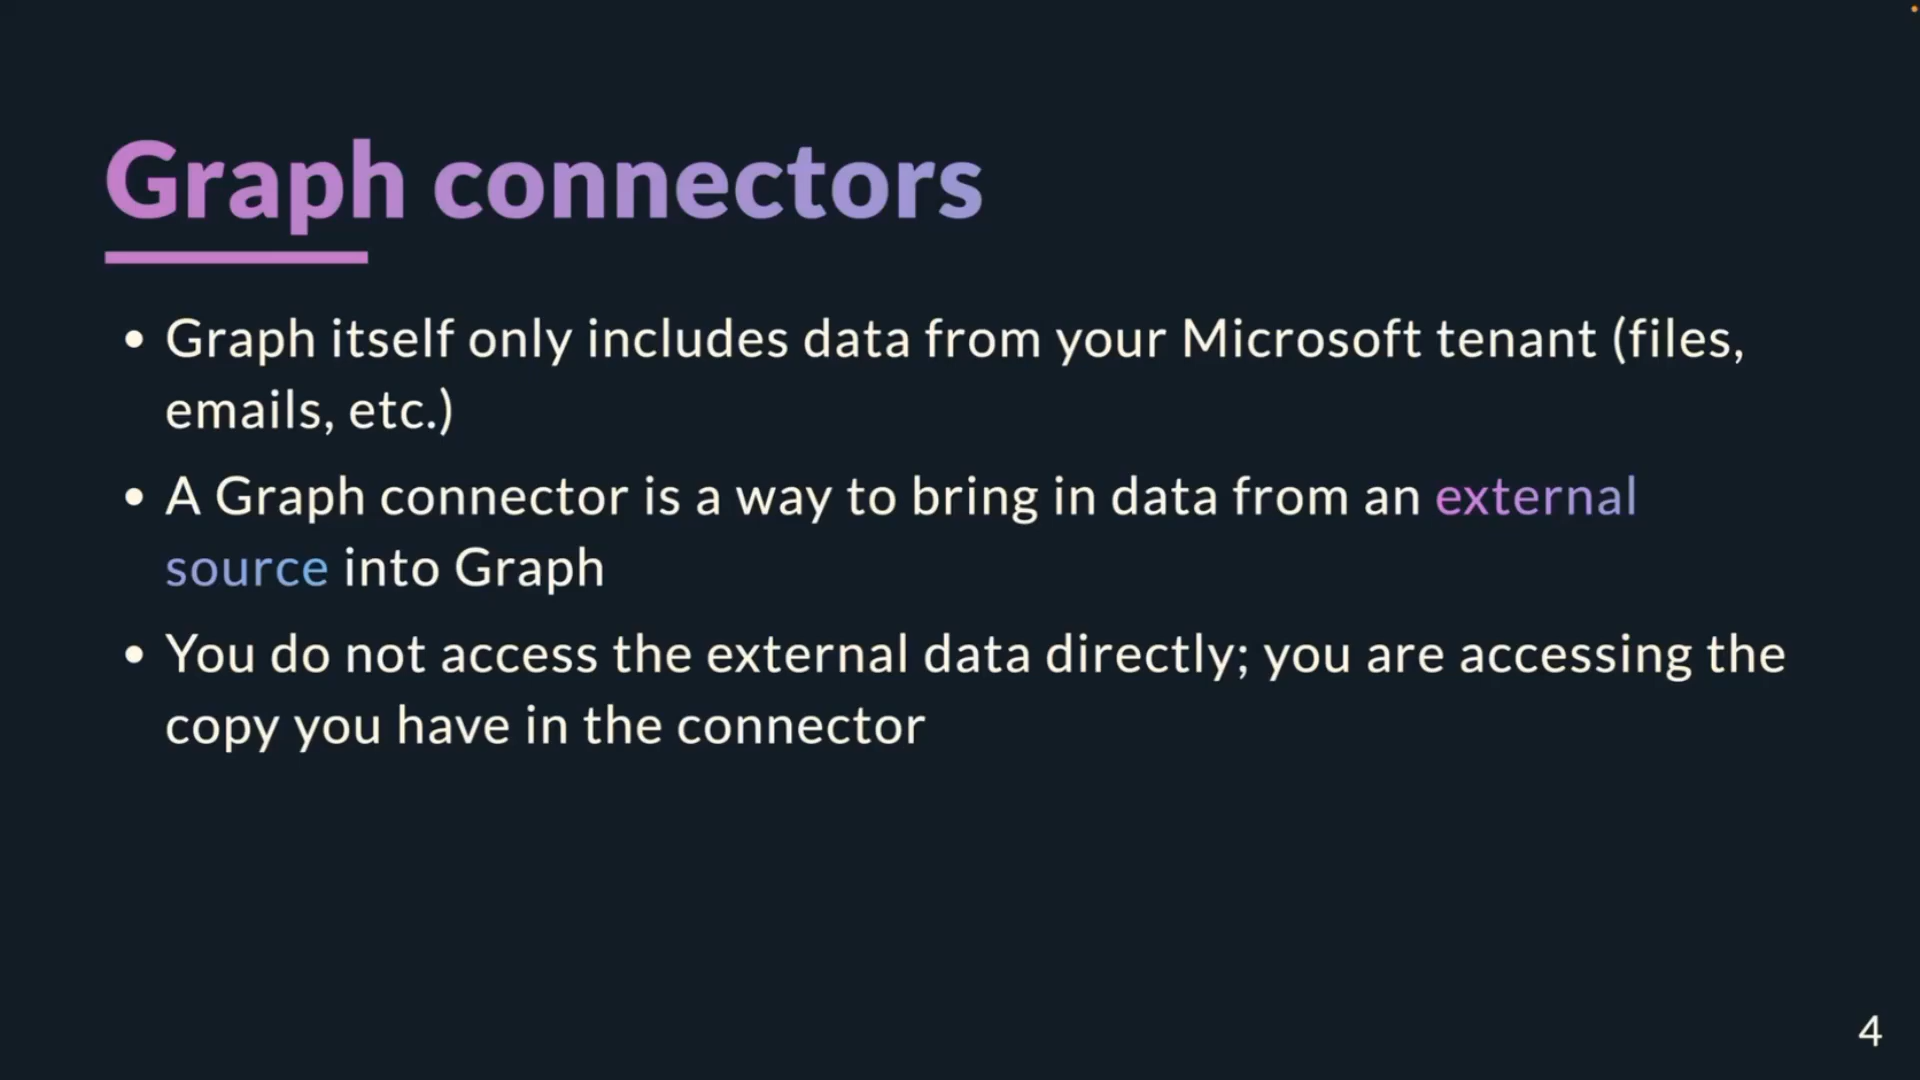 Graph connectors
• Graph itself only includes data from your Microsoft tenant (files,
emails, etc.)
• A Graph connector is a way to bring in data from an external
source into Graph
• You do not access the external data directly; you are accessing the
copy you have in the connector
4